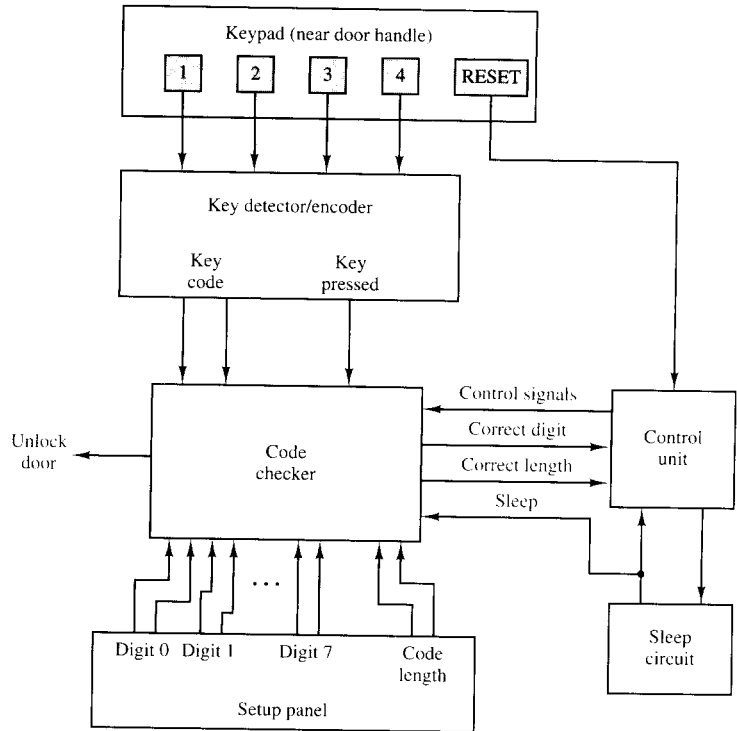 Keypad (near door handle)
1 2 3 4 RESET
Key detector/encoder
Key
code
Key
pressed
Control signals
Correct digit
Correct length
Sleep
Unlock
door
Code
checker
Control
unit
...
Digit 0 Digit 1 Digit 7 Code
length
Setup panel
Sleep
circuit